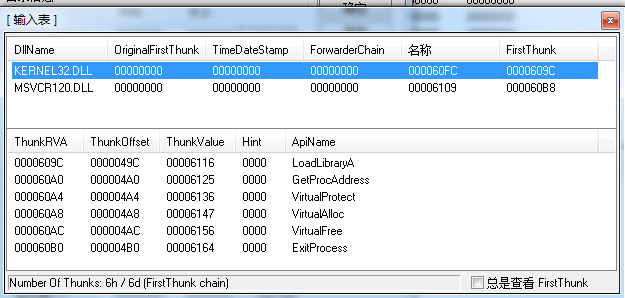 [ 输入表 ]
DllName OriginalFirstThunk TimeDateStamp ForwarderChain 名称 FirstThunk
KERNEL32.DLL 00000000 00000000 00000000 000060FC 0000609C
MSVCR120.DLL 00000000 00000000 00000000 00006109 000060B8
ThunkRVA ThunkOffset ThunkValue Hint ApiName
0000609C 0000049C 00006116 0000 LoadLibraryA
000060A0 000004A0 00006125 0000 GetProcAddress
000060A4 000004A4 00006136 0000 VirtualProtect
000060A8 000004A8 00006147 0000 VirtualAlloc
000060AC 000004AC 00006156 0000 VirtualFree
000060B0 000004B0 00006164 0000 ExitProcess
Number Of Thunks: 6h / 6d (FirstThunk chain) 总是查看 FirstThunk